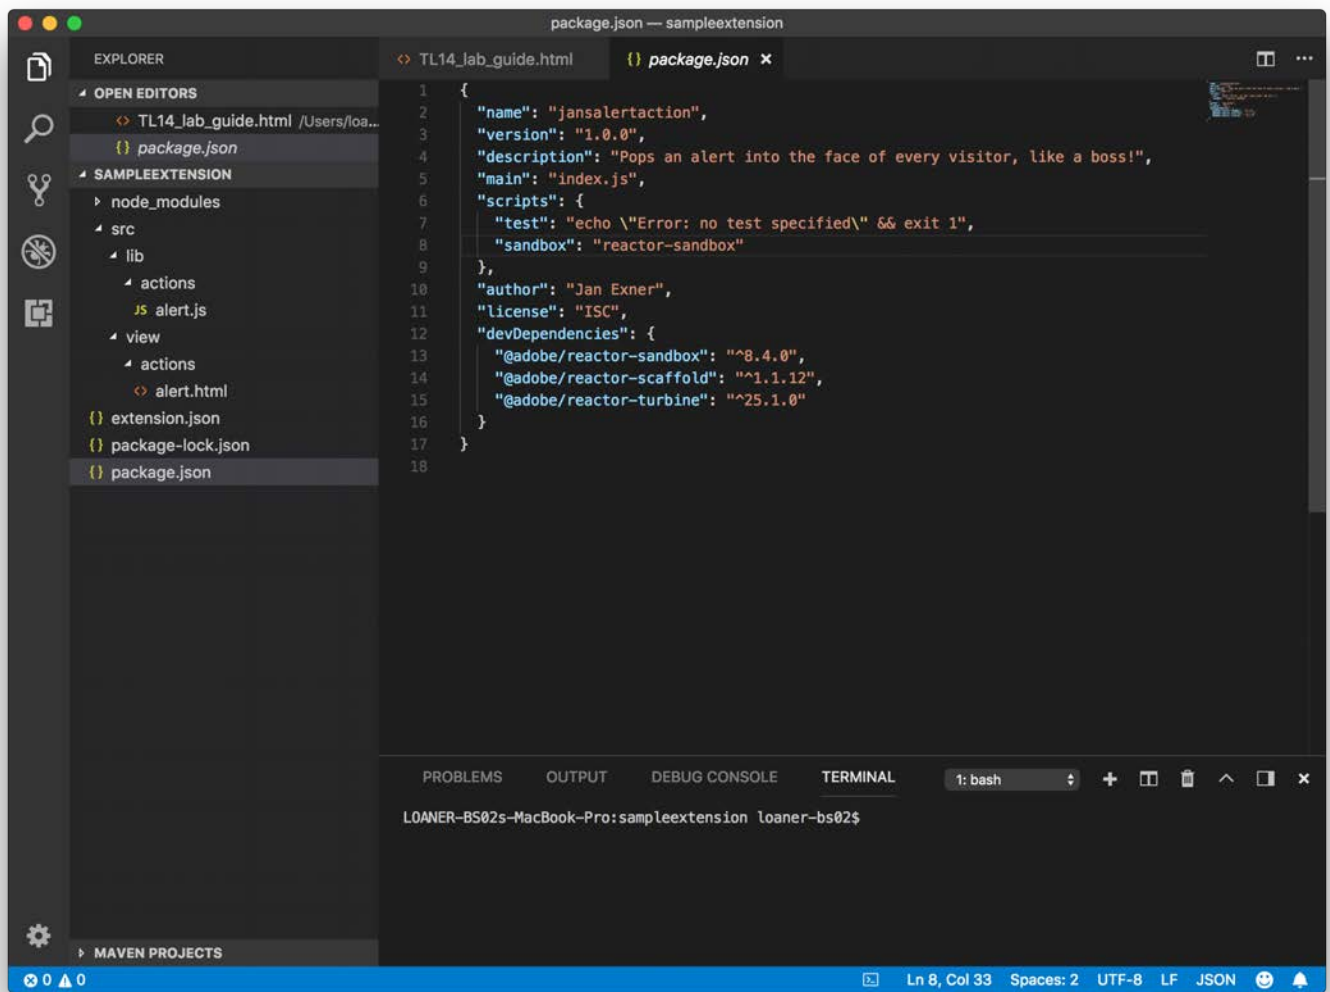 package.json — sampleextension
EXPLORER
OPEN EDITORS
TL14_lab_guide.html /Users/loa...
package.json
SAMPLEEXTENSION
node_modules
src
lib
actions
JS alert.js
view
actions
<> alert.html
{} extension.json
{} package-lock.json
{} package.json
MAVEN PROJECTS
<> TL14_lab_guide.html
{} package.json
1 {
2 "name": "jansalertaction",
3 "version": "1.0.0",
4 "description": "Pops an alert into the face of every visitor, like a boss!",
5 "main": "index.js",
6 "scripts": {
7 "test": "echo \"Error: no test specified\" && exit 1",
8 "sandbox": "reactor-sandbox"
9 },
10 "author": "Jan Exner",
11 "license": "ISC",
12 "devDependencies": {
13 "@adobe/reactor-sandbox": "^8.4.0",
14 "@adobe/reactor-scaffold": "^1.1.12",
15 "@adobe/reactor-turbine": "^25.1.0"
16 }
17 }
18
PROBLEMS OUTPUT DEBUG CONSOLE TERMINAL 1: bash
LOANER-BS02s-MacBook-Pro:sampleextension loaner-bs02$
0 0 Ln 8, Col 33 Spaces: 2 UTF-8 LF JSON